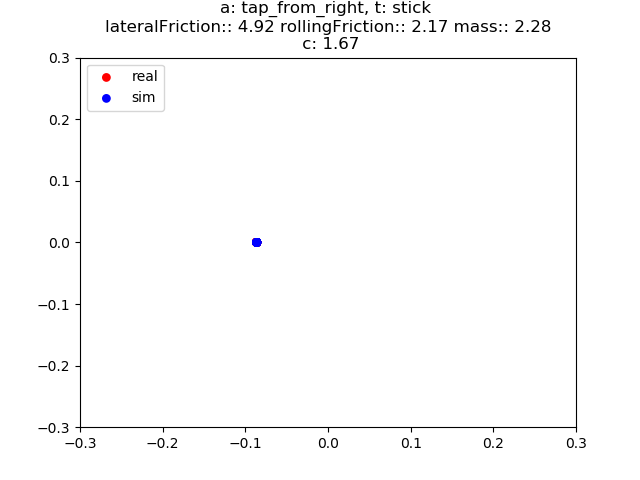 a: tap_from_right, t: stick
lateralFriction:: 4.92 rollingFriction:: 2.17 mass:: 2.28
c: 1.67
real
sim
0.3
0.2
0.1
0.0
−0.1
−0.2
−0.3
−0.3 −0.2 −0.1 0.0 0.1 0.2 0.3